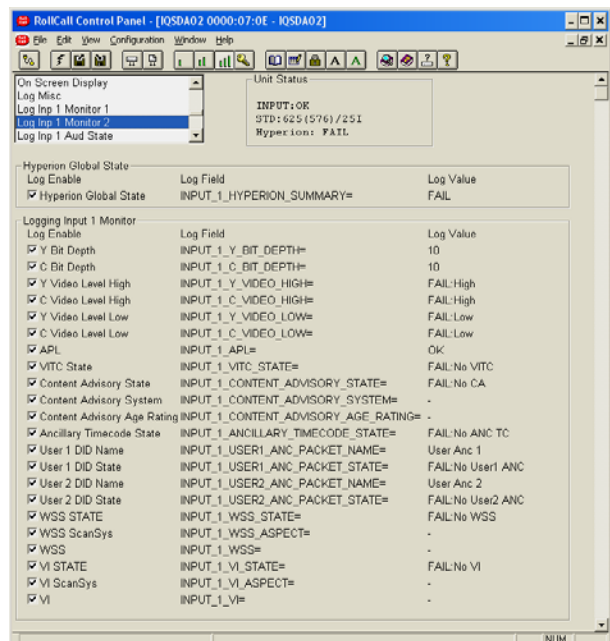 RollCall Control Panel - [IQSDA02 0000:07:0E - IQSDA02]
File Edit View Configuration Window Help
On Screen Display
Log Misc
Log Inp 1 Monitor 1
Log Inp 1 Monitor 2
Log Inp 1 Aud State
Unit Status
INPUT:OK
STD:625(576)/25I
Hyperion: FAIL
Hyperion Global State
Log Enable Log Field Log Value
Hyperion Global State INPUT_1_HYPERION_SUMMARY= FAIL
Logging Input 1 Monitor
Log Enable Log Field Log Value
Y Bit Depth INPUT_1_Y_BIT_DEPTH= 10
C Bit Depth INPUT_1_C_BIT_DEPTH= 10
Y Video Level High INPUT_1_Y_VIDEO_HIGH= FAIL:High
C Video Level High INPUT_1_C_VIDEO_HIGH= FAIL:High
Y Video Level Low INPUT_1_Y_VIDEO_LOW= FAIL:Low
C Video Level Low INPUT_1_C_VIDEO_LOW= FAIL:Low
APL INPUT_1_APL= OK
VITC State INPUT_1_VITC_STATE= FAIL:No VITC
Content Advisory State INPUT_1_CONTENT_ADVISORY_STATE= FAIL:No CA
Content Advisory System INPUT_1_CONTENT_ADVISORY_SYSTEM= -
Content Advisory Age Rating INPUT_1_CONTENT_ADVISORY_AGE_RATING= -
Ancillary Timecode State INPUT_1_ANCILLARY_TIMECODE_STATE= FAIL:No ANC TC
User 1 DID Name INPUT_1_USER1_ANC_PACKET_NAME= User Anc 1
User 1 DID State INPUT_1_USER1_ANC_PACKET_STATE= FAIL:No User1 ANC
User 2 DID Name INPUT_1_USER2_ANC_PACKET_NAME= User Anc 2
User 2 DID State INPUT_1_USER2_ANC_PACKET_STATE= FAIL:No User2 ANC
WSS STATE INPUT_1_WSS_STATE= FAIL:No WSS
WSS ScanSys INPUT_1_WSS_ASPECT= -
WSS INPUT_1_WSS= -
VI STATE INPUT_1_VI_STATE= FAIL:No VI
VI ScanSys INPUT_1_VI_ASPECT= -
VI INPUT_1_VI= -
NUM